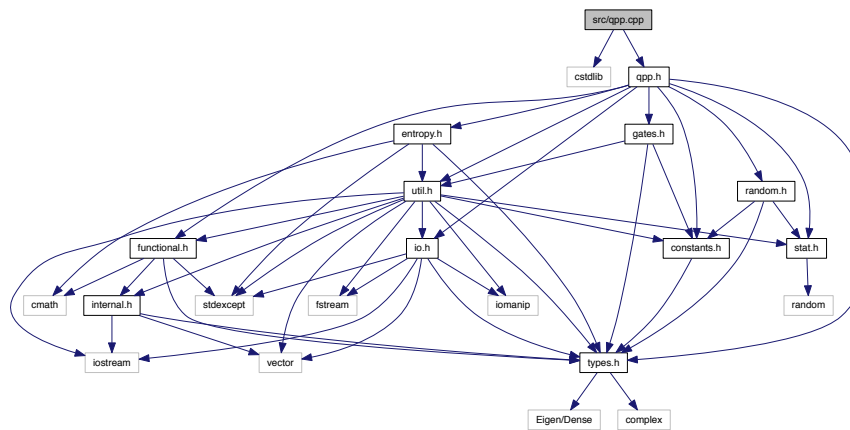 src/qpp.cpp
cstdlib
qpp.h
entropy.h
gates.h
util.h
random.h
functional.h
io.h
constants.h
stat.h
cmath
internal.h
stdexcept
fstream
iomanip
random
iostream
vector
types.h
Eigen/Dense
complex